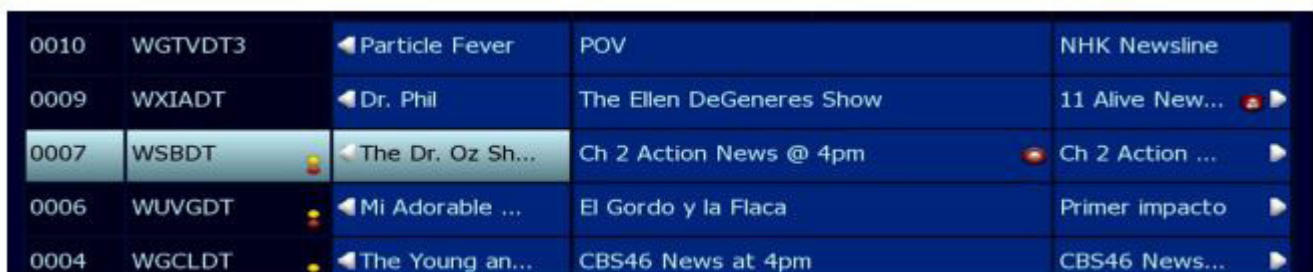 0010 WGTVDT3 Particle Fever POV NHK Newsline
0009 WXIADT Dr. Phil The Ellen DeGeneres Show 11 Alive New...
0007 WSBDT The Dr. Oz Sh... Ch 2 Action News @ 4pm Ch 2 Action ...
0006 WUVGDT Mi Adorable ... El Gordo y la Flaca Primer impacto
0004 WGCLDT The Young an... CBS46 News at 4pm CBS46 News...